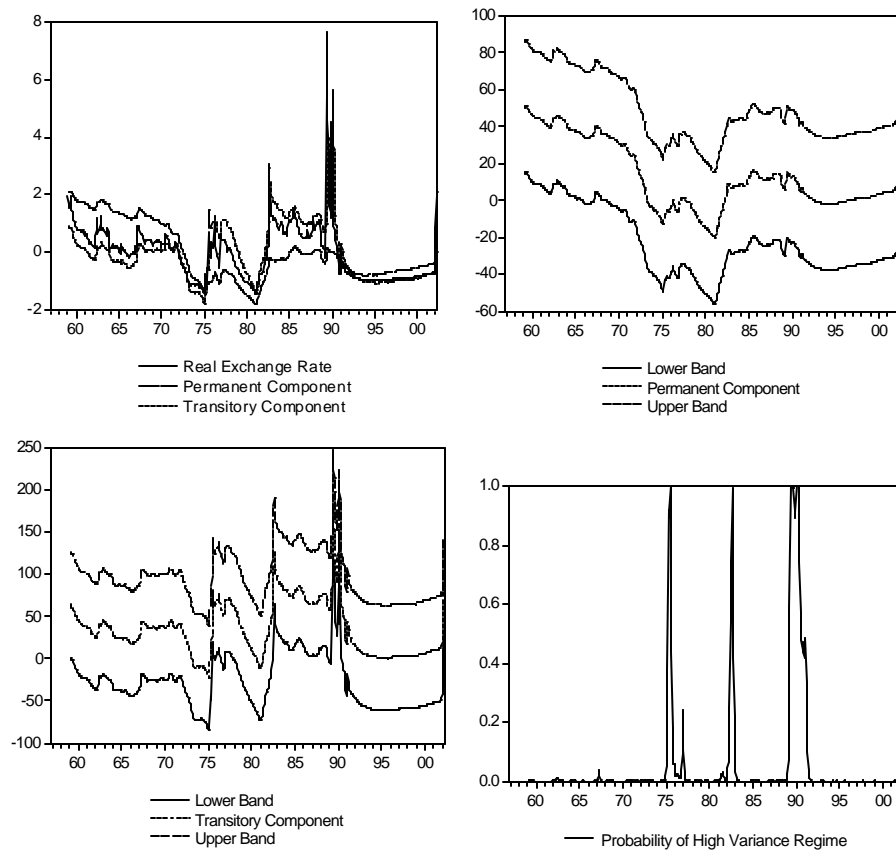 8
6
4
2
0
-2
60 65 70 75 80 85 90 95 00
Real Exchange Rate
Permanent Component
Transitory Component
100
80
60
40
20
0
-20
-40
-60
60 65 70 75 80 85 90 95 00
Lower Band
Permanent Component
Upper Band
250
200
150
100
50
0
-50
-100
60 65 70 75 80 85 90 95 00
Lower Band
Transitory Component
Upper Band
1.0
0.8
0.6
0.4
0.2
0.0
60 65 70 75 80 85 90 95 00
Probability of High Variance Regime